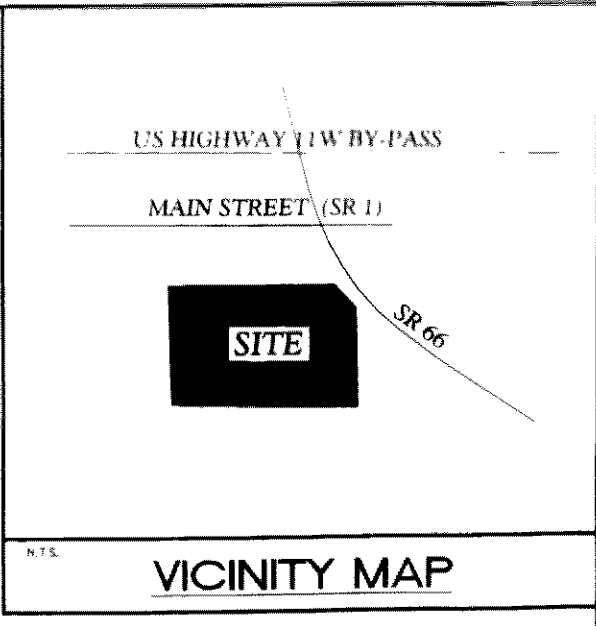 US HIGHWAY 11W BY-PASS
MAIN STREET (SR 1)
SR 66
SITE
N.T.S.
VICINITY MAP